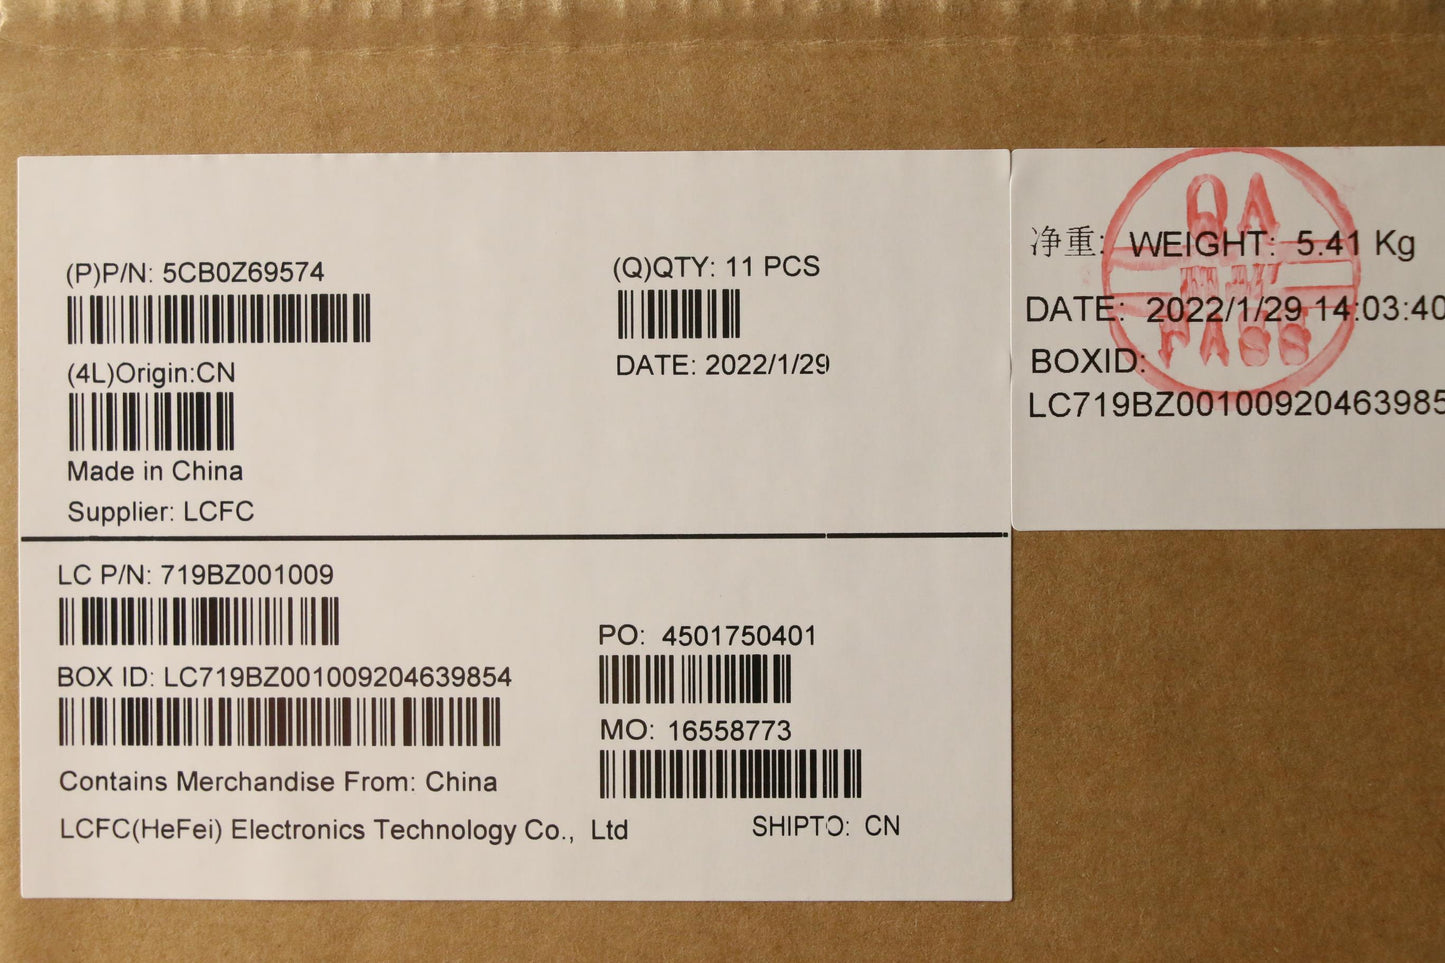 (P)P/N: 5CB0Z69574
(Q)QTY: 11 PCS
DATE: 2022/1/29
(4L)Origin:CN
Made in China
Supplier: LCFC
LC P/N: 719BZ001009
BOX ID: LC719BZ001009204639854
Contains Merchandise From: China
LCFC(HeFei) Electronics Technology Co., Ltd
PO: 4501750401
MO: 16558773
SHIPTO: CN
净重: WEIGHT: 5.41 Kg
DATE: 2022/1/29 14:03:40
BOXID:
LC719BZ00100920463985
QA
PASS